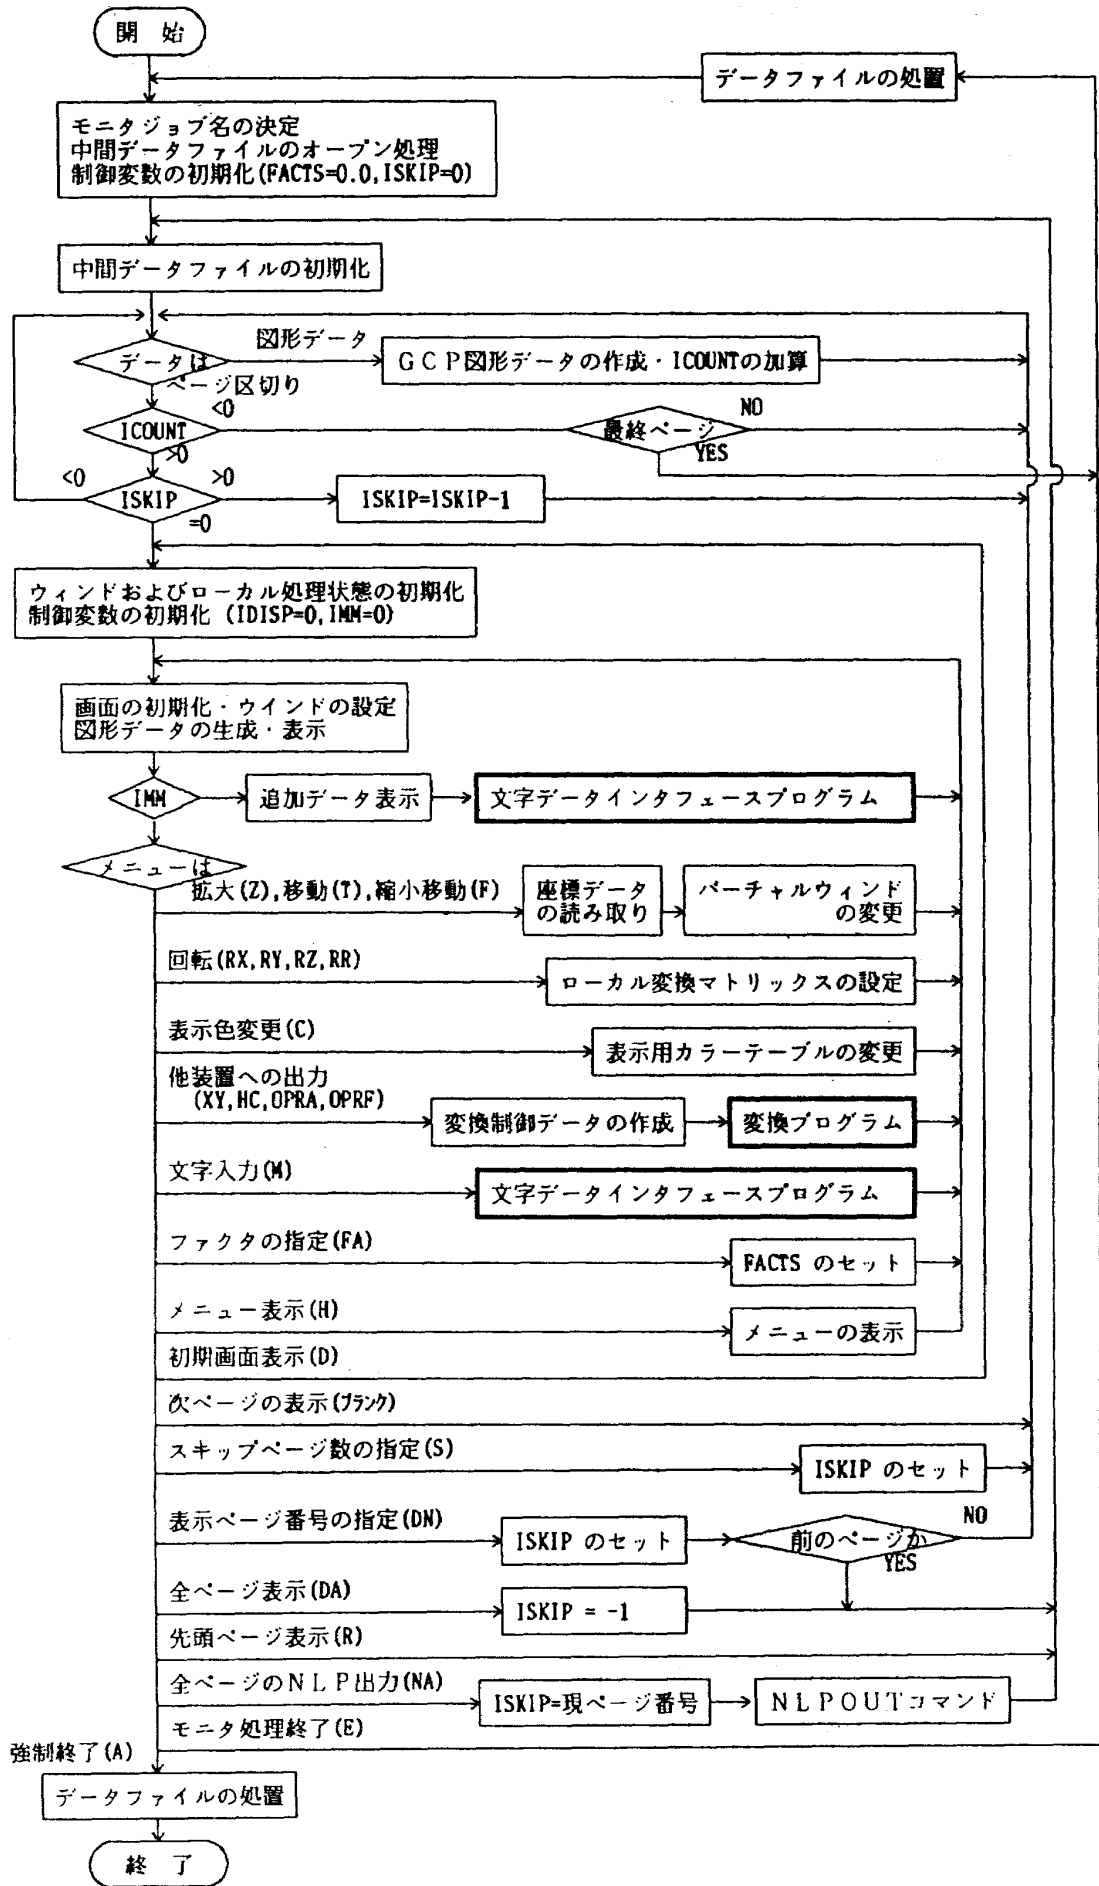 開 始
データファイルの処置
モニタジョブ名の決定
中間データファイルのオープン処理
制御変数の初期化(FACTS=0.0,ISKIP=0)
中間データファイルの初期化
図形データ
データは
GCP図形データの作成・ICOUNTの加算
ページ区切り
<0
NO
ICOUNT
最終ページ
>0
YES
<0
>0
ISKIP
ISKIP=ISKIP-1
=0
ウィンドおよびローカル処理状態の初期化
制御変数の初期化 (IDISP=0,IMM=0)
画面の初期化・ウインドの設定
図形データの生成・表示
IMM
追加データ表示
文字データインタフェースプログラム
メニューは
拡大(Z),移動(T),縮小移動(F)
座標データ
の読み取り
バーチャルウィンド
の変更
回転(RX,RY,RZ,RR)
ローカル変換マトリックスの設定
表示色変更(C)
表示用カラーテーブルの変更
他装置への出力
(XY,HC,OPRA,OPRF)
変換制御データの作成
変換プログラム
文字入力(M)
文字データインタフェースプログラム
ファクタの指定(FA)
FACTS のセット
メニュー表示(H)
メニューの表示
初期画面表示(D)
次ページの表示(ブランク)
スキップページ数の指定(S)
ISKIP のセット
表示ページ番号の指定(DN)
ISKIP のセット
前のページか
NO
YES
全ページ表示(DA)
ISKIP = -1
先頭ページ表示(R)
全ページのNLP出力(NA)
ISKIP=現ページ番号
NLPOUTコマンド
モニタ処理終了(E)
強制終了(A)
データファイルの処置
終 了